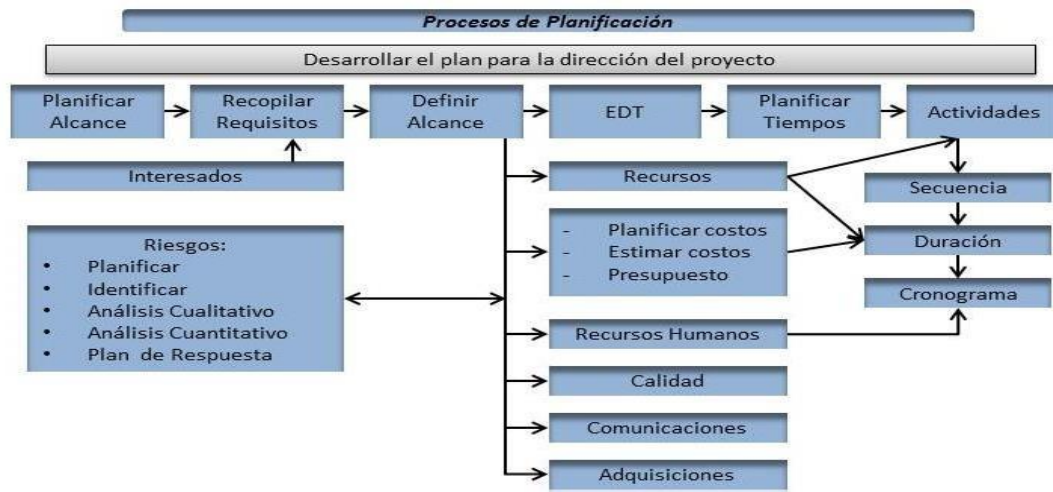 Procesos de Planificación
Desarrollar el plan para la dirección del proyecto
Planificar
Alcance
Recopilar
Requisitos
Definir
Alcance
EDT
Planificar
Tiempos
Actividades
Interesados
Recursos
Secuencia
Riesgos:
• Planificar
• Identificar
• Análisis Cualitativo
• Análisis Cuantitativo
• Plan de Respuesta
- Planificar costos
- Estimar costos
- Presupuesto
Duración
Cronograma
Recursos Humanos
Calidad
Comunicaciones
Adquisiciones